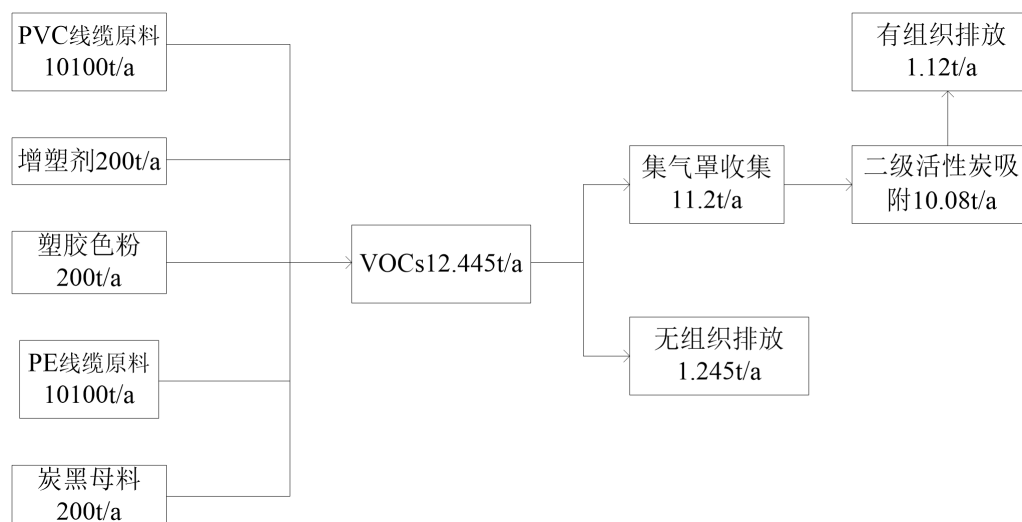 PVC线缆原料
10100t/a
增塑剂200t/a
塑胶色粉
200t/a
PE线缆原料
10100t/a
炭黑母料
200t/a
VOCs12.445t/a
集气罩收集
11.2t/a
无组织排放
1.245t/a
有组织排放
1.12t/a
二级活性炭吸
附10.08t/a